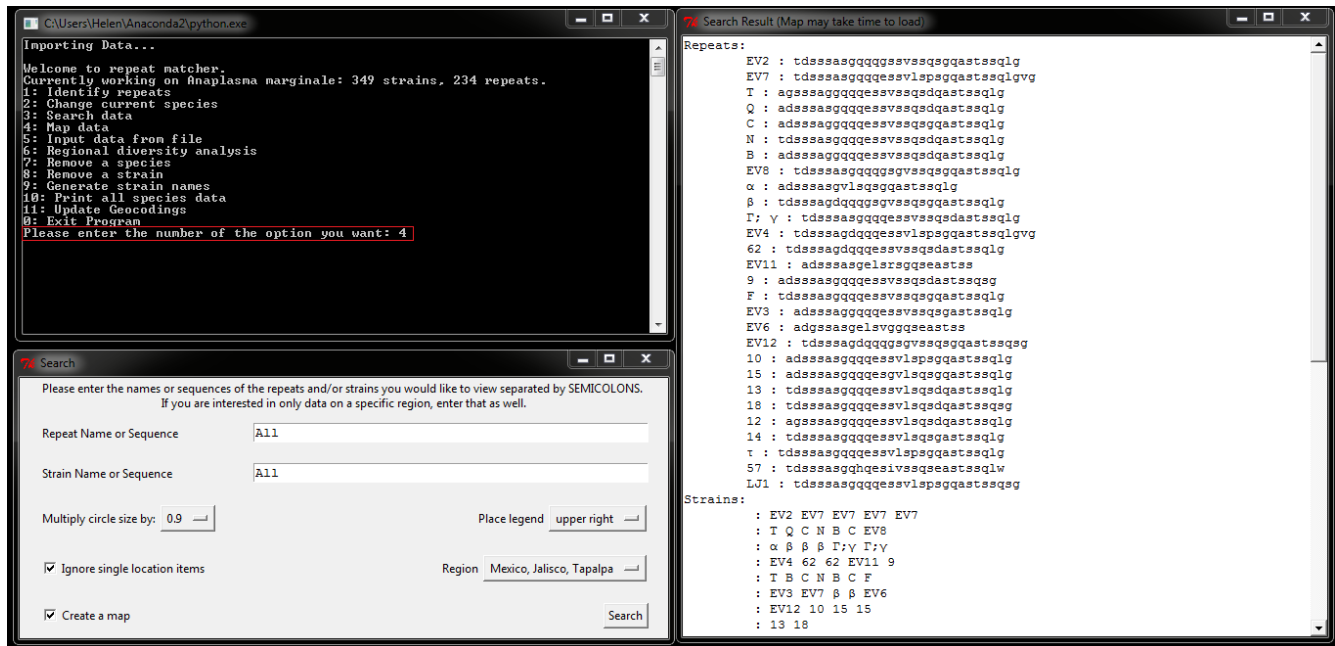 C:\Users\Helen\Anaconda2\python.exe
Importing Data...
Welcome to repeat matcher.
Currently working on Anaplasma marginale: 349 strains, 234 repeats.
1: Identify repeats
2: Change current species
3: Search data
4: Map data
5: Input data from file
6: Regional diversity analysis
7: Remove a species
8: Remove a strain
9: Generate strain names
10: Print all species data
11: Update Geocodings
0: Exit Program
Please enter the number of the option you want: 4
Search
Please enter the names or sequences of the repeats and/or strains you would like to view separated by SEMICOLONS.
If you are interested in only data on a specific region, enter that as well.
Repeat Name or Sequence All
Strain Name or Sequence All
Multiply circle size by: 0.9 Place legend upper right
Ignore single location items Region Mexico, Jalisco, Tapalpa
Create a map Search
Search Result (Map may take time to load)
Repeats:
EV2 : tdsssasgqqqgssvssqsgqastssqlg
EV7 : tdsssasgqqqessvlspsgqastssqlgvg
T : agsssaggqqqessvssqsdqastssqlg
Q : adsssasgqqqessvssqsdqastssqlg
C : adsssaggqqqessvssqsgqastssqlg
N : tdsssasgqqqessvssqsdqastssqlg
B : adsssaggqqqessvssqsdqastssqlg
EV8 : tdsssasgqqqgsgvssqsgqastssqlg
α : adsssasgvlsqsgqastssqlg
β : tdsssagdqqqgsgvssqsgqastssqlg
Γ; γ : tdsssasgqqqessvssqsdastssqlg
EV4 : tdsssagdqqqessvlspsgqastssqlgvg
62 : tdsssagdqqqessvssqsdastssqlg
EV11 : adsssasgelsrsgqseastss
9 : adsssasgqqqessvssqsdastssqsg
F : tdsssasgqqqessvssqsgqastssqlg
EV3 : adsssaggqqqessvssqsgastssqlg
EV6 : adgssasgelsvggqseastss
EV12 : tdsssagdqqqgsgvssqsgqastssqsg
10 : adsssasgqqqessvlspsgqastssqlg
15 : adsssasgqqqesgvlsqsgqastssqlg
13 : tdsssasgqqqessvlsqsdqastssqlg
18 : tdsssasgqqqessvlsqsdqastssqsg
12 : agsssasgqqqessvlsqsdqastssqlg
14 : tdsssasgqqqessvlsqsgastssqlg
τ : tdsssasgqqqessvlspsgqastssqlg
57 : tdsssasgqhqesivssqseastssqlw
LJ1 : tdsssasgqqqessvlspsgqastssqsg
Strains:
: EV2 EV7 EV7 EV7 EV7
: T Q C N B C EV8
: α β β β Γ;γ Γ;γ
: EV4 62 62 EV11 9
: T B C N B C F
: EV3 EV7 β β EV6
: EV12 10 15 15
: 13 18